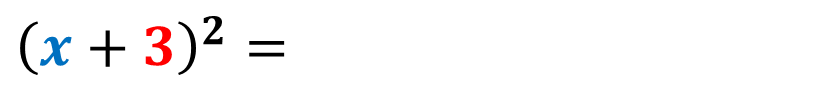 (x + 3)² =